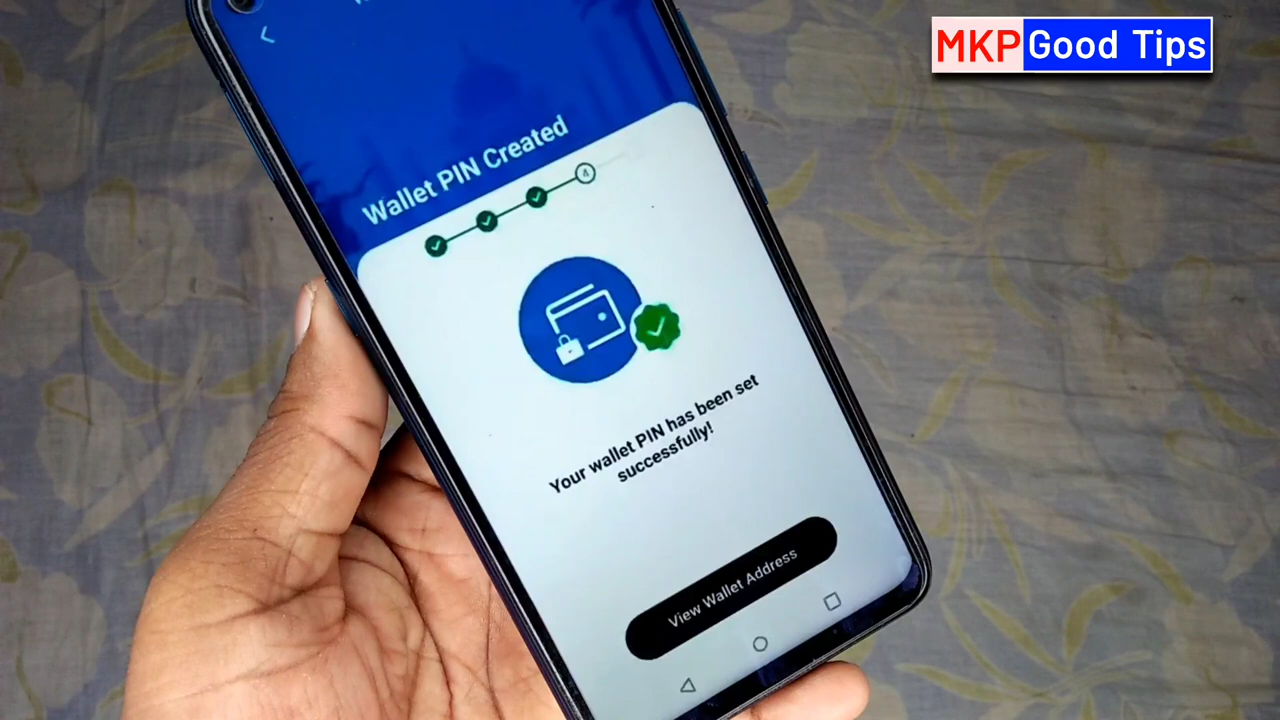 MKP Good Tips
Wallet PIN Created
4
Your wallet PIN has been set
successfully!
View Wallet Address